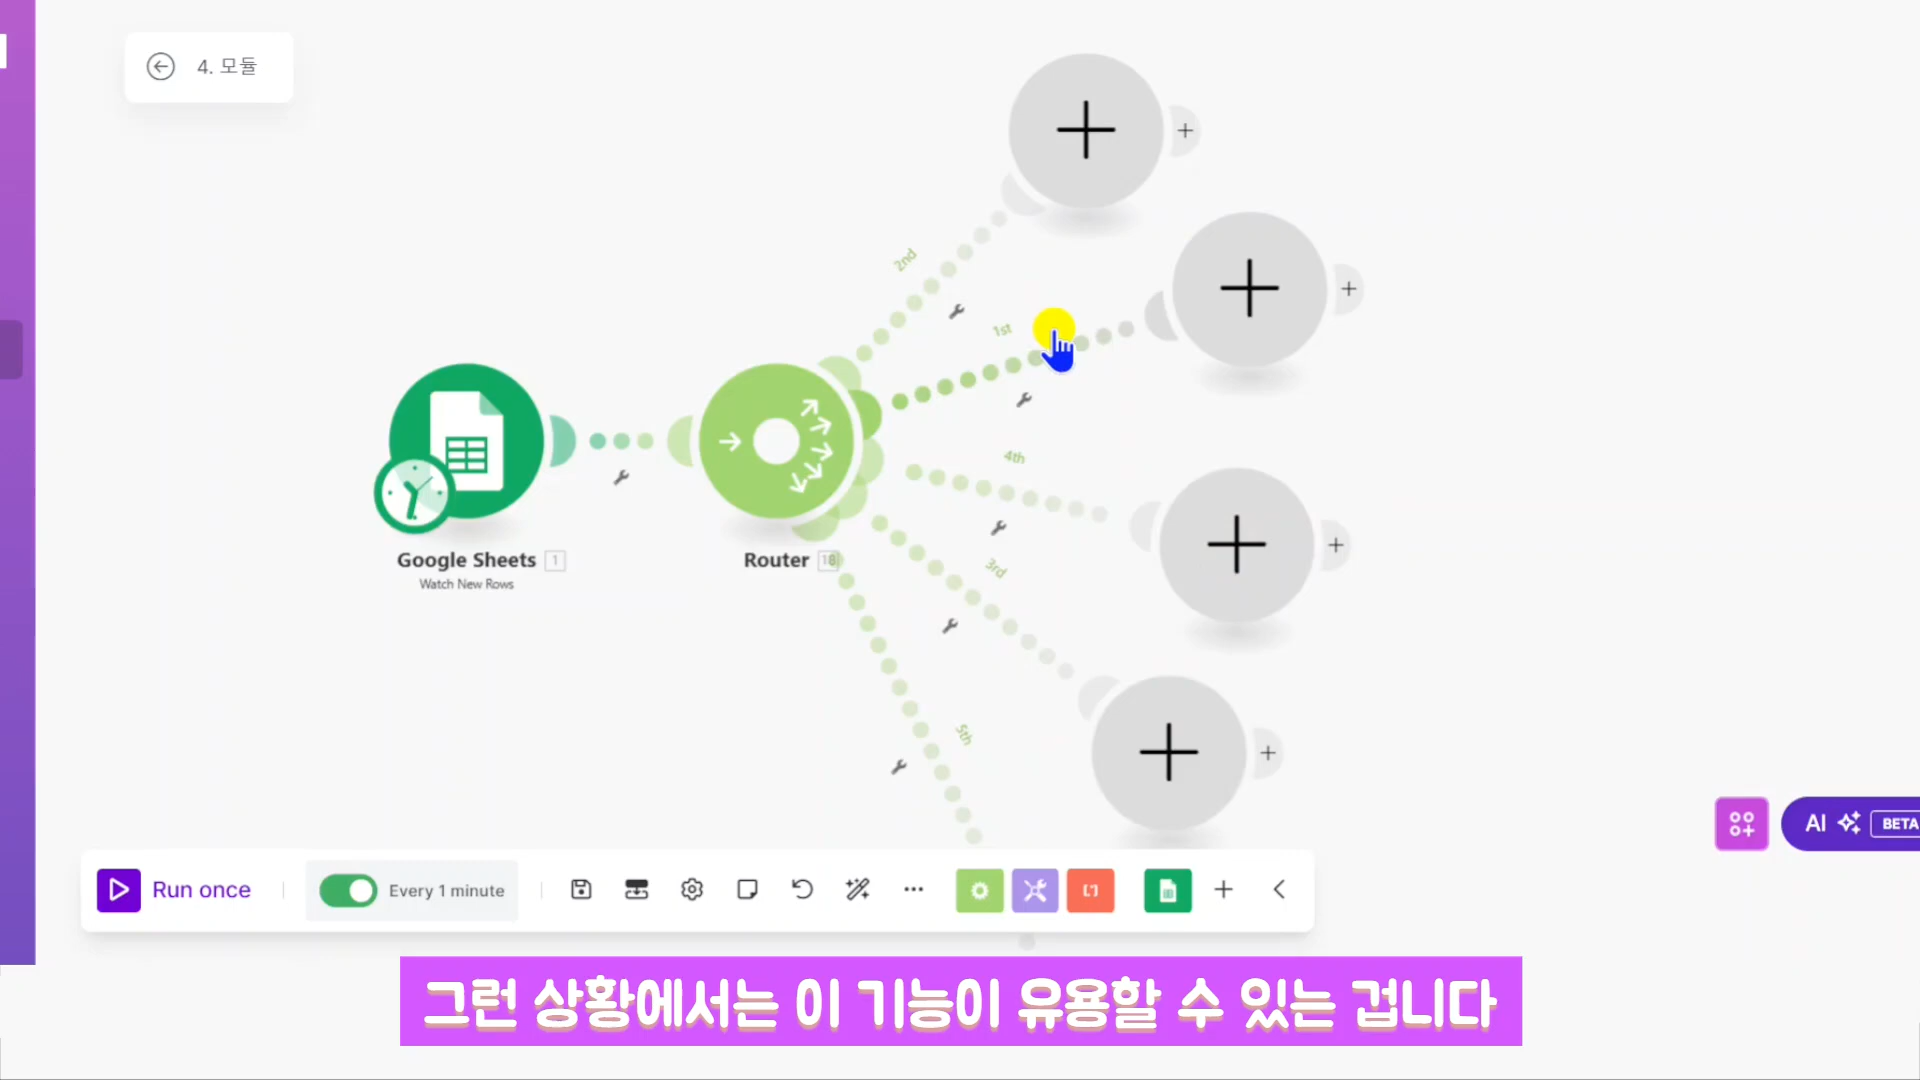 4. 모듈
2nd
1st
4th
3rd
5th
Google Sheets 1
Watch New Rows
Router 18
AI BETA
Run once
Every 1 minute
그런 상황에서는 이 기능이 유용할 수 있는 겁니다